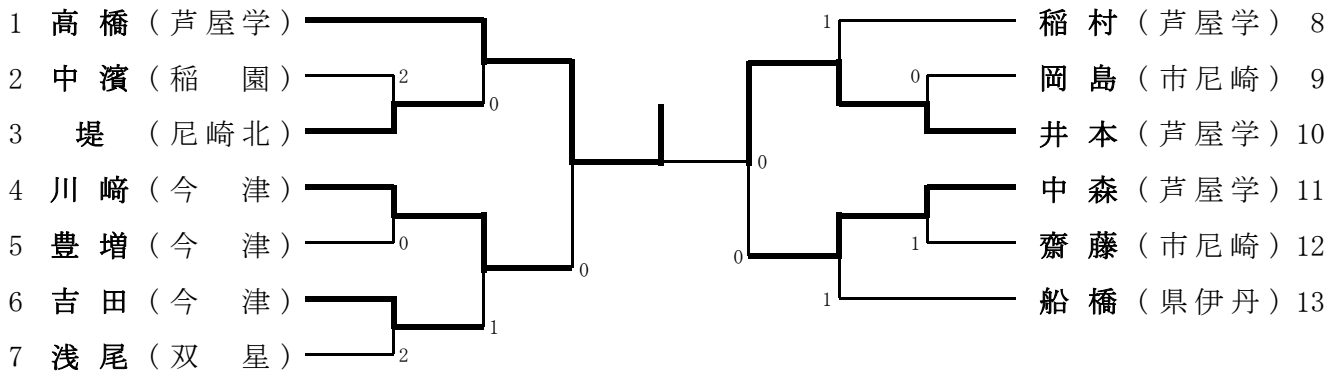 1 高橋（芦屋学）
2 中濱（稲　園）
3 堤（尼崎北）
4 川﨑（今　津）
5 豊増（今　津）
6 吉田（今　津）
7 浅尾（双　星）
2
0
0
1
2
0
0
1
0
0
1
1
稲村（芦屋学）8
岡島（市尼崎）9
井本（芦屋学）10
中森（芦屋学）11
齋藤（市尼崎）12
船橋（県伊丹）13